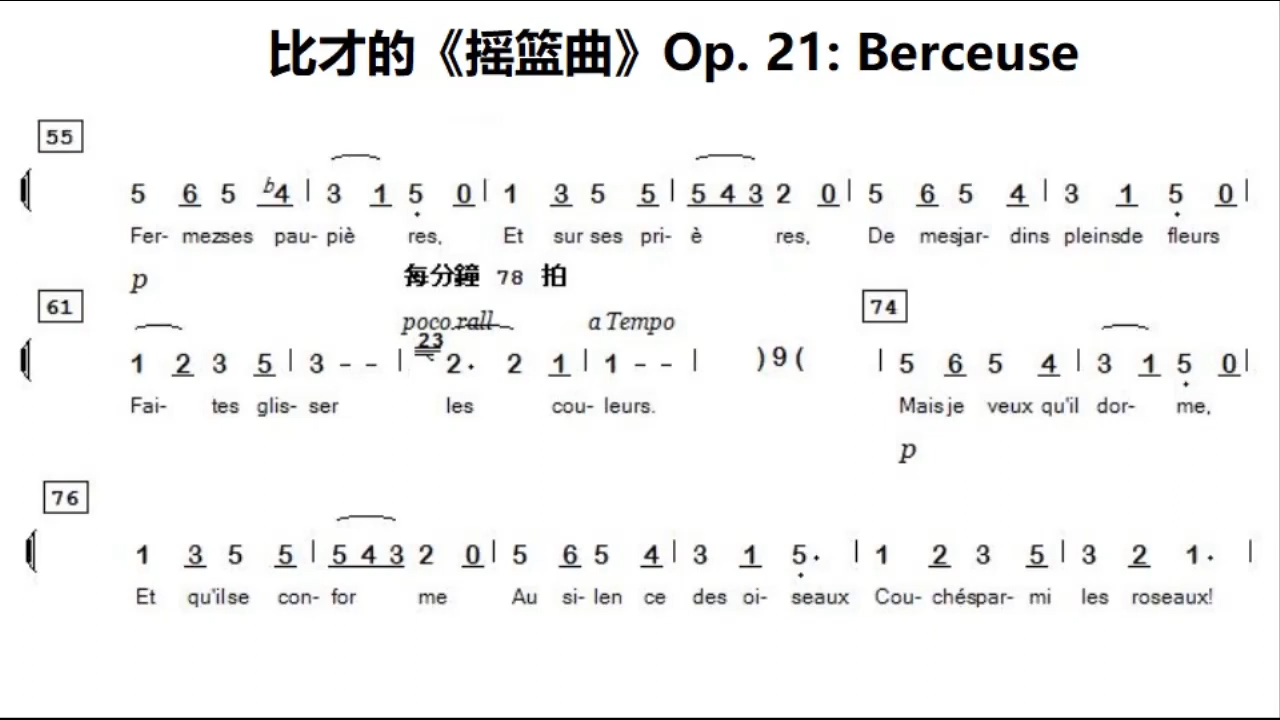 比才的《摇篮曲》Op. 21: Berceuse
55
5 6 5 b4 | 3 1 5 0 | 1 3 5 5 | 5 4 3 2 0 | 5 6 5 4 | 3 1 5 0 |
Fer- mezses pau- piè res, Et sur ses pri- è res, De mesjar- dins pleinsde fleurs
p 每分鐘 78 拍
61 74
poco rall a Tempo
1 2 3 5 | 3 - - | 23 2 . 2 1 | 1 - - | )9( | 5 6 5 4 | 3 1 5 0 |
Fai- tes glis- ser les cou- leurs. Maisje veux qu'il dor- me,
p
76
1 3 5 5 | 5 4 3 2 0 | 5 6 5 4 | 3 1 5 . | 1 2 3 5 | 3 2 1 . |
Et qu'ilse con- for me Au si- len ce des oi- seaux Cou- chéspar- mi les roseaux!